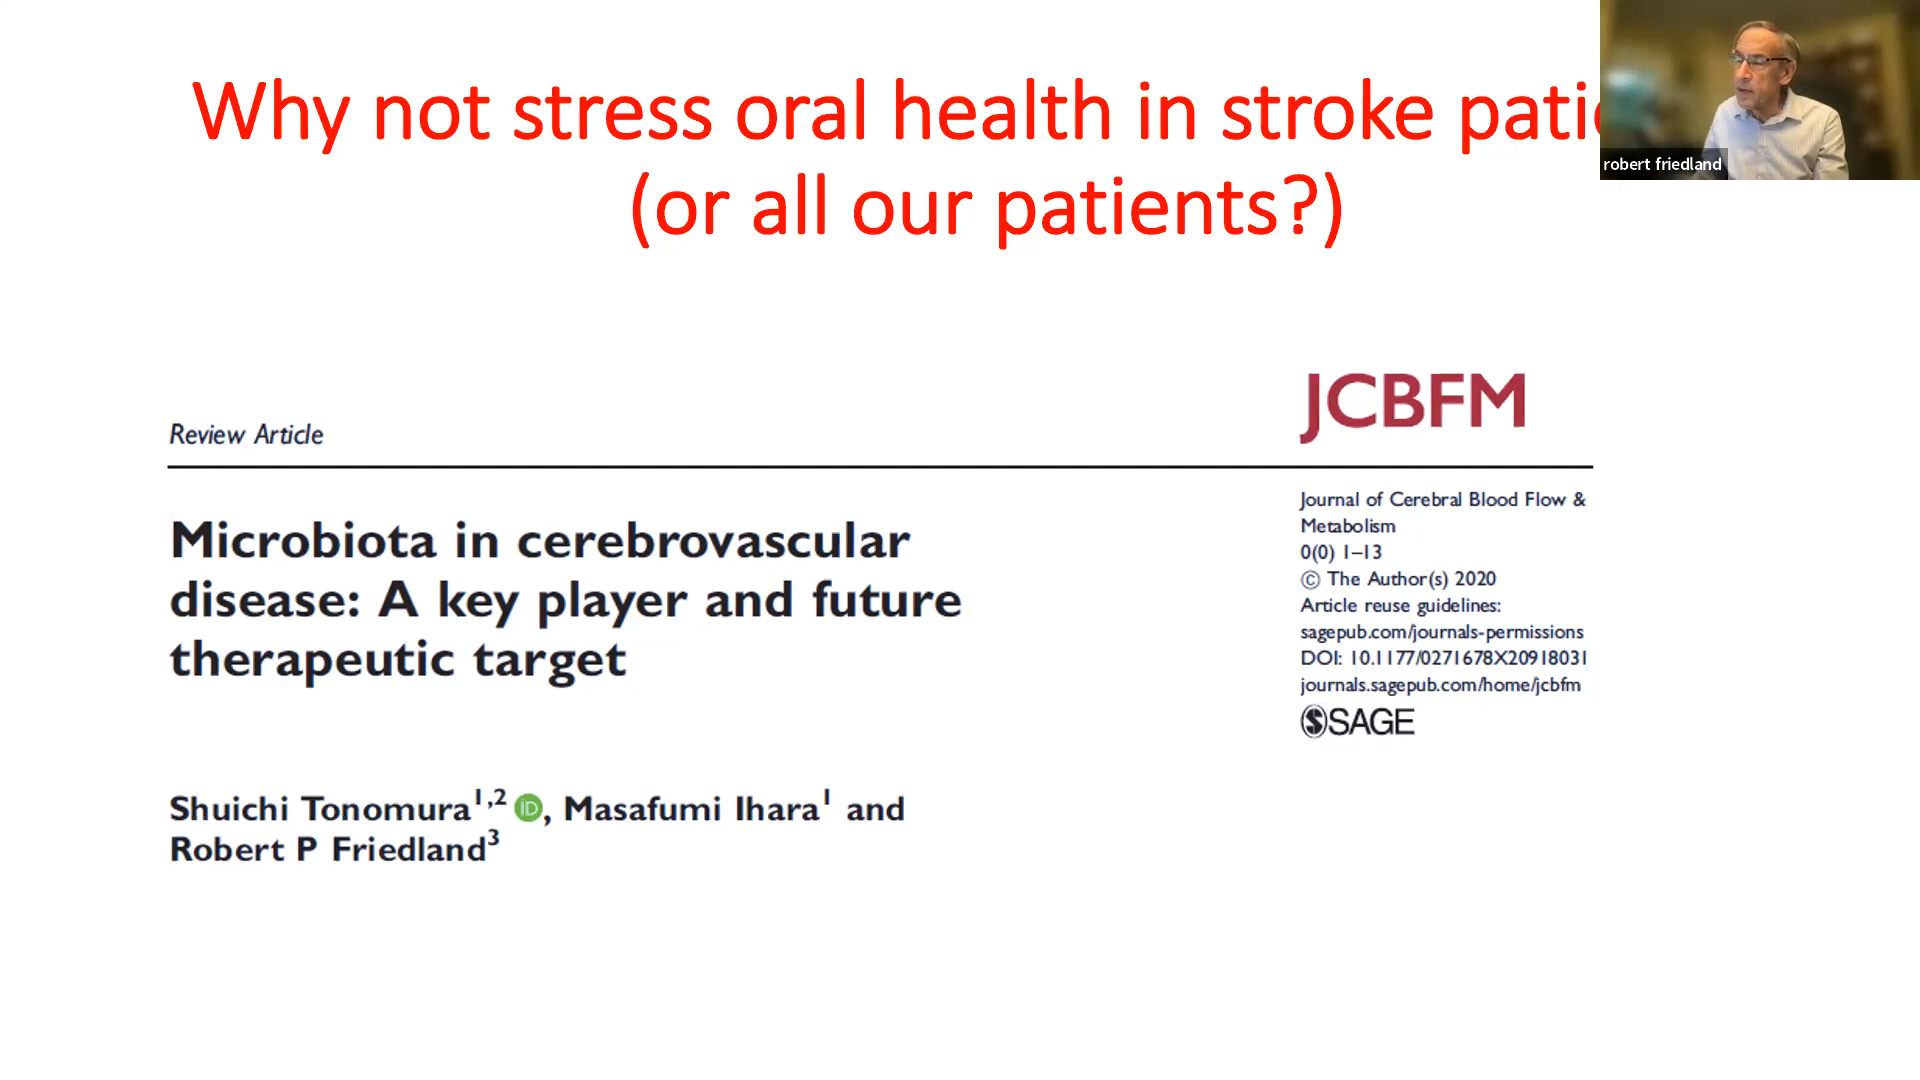 Why not stress oral health in stroke
(or all our patients?)
robert friedland
Review Article
JCBFM
Microbiota in cerebrovascular
disease: A key player and future
therapeutic target
Journal of Cerebral Blood Flow &
Metabolism
0(0) 1–13
© The Author(s) 2020
Article reuse guidelines:
sagepub.com/journals-permissions
DOI: 10.1177/0271678X20918031
journals.sagepub.com/home/jcbfm
SAGE
Shuichi Tonomura1,2 iD, Masafumi Ihara1 and
Robert P Friedland3